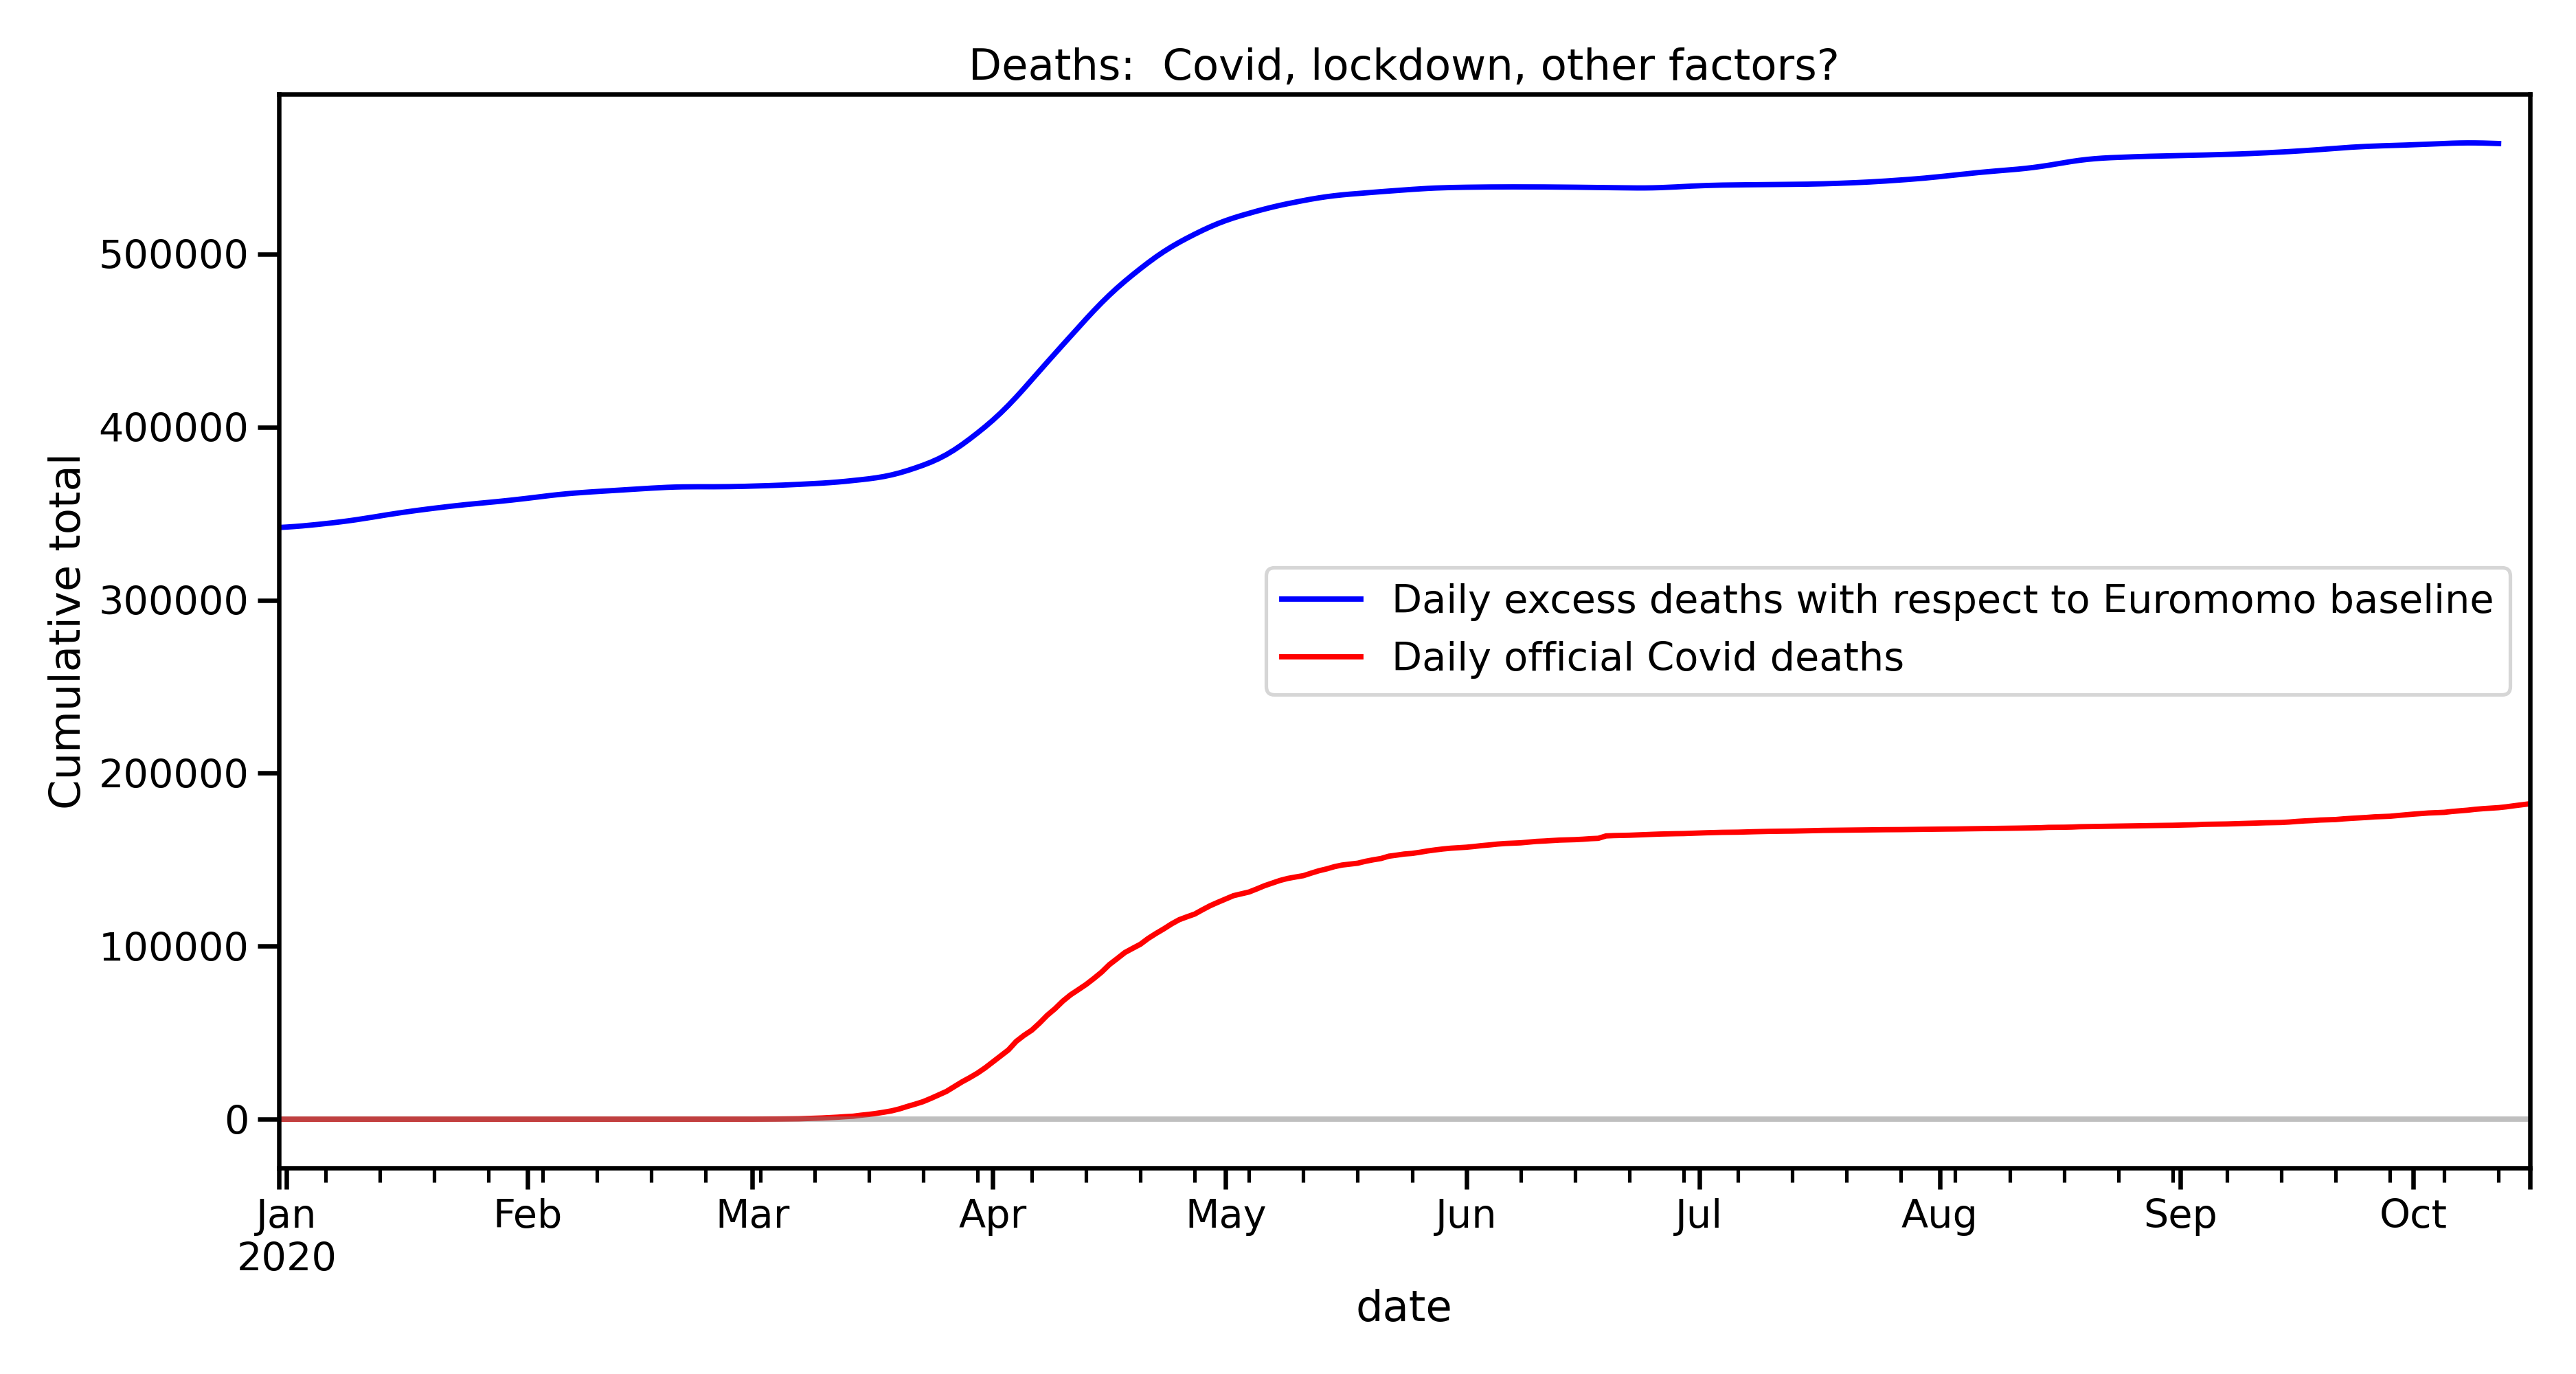 Deaths:  Covid, lockdown, other factors?
Cumulative total
500000
400000
300000
200000
100000
0
Daily excess deaths with respect to Euromomo baseline
Daily official Covid deaths
Jan Feb Mar Apr May Jun Jul Aug Sep Oct
2020
date